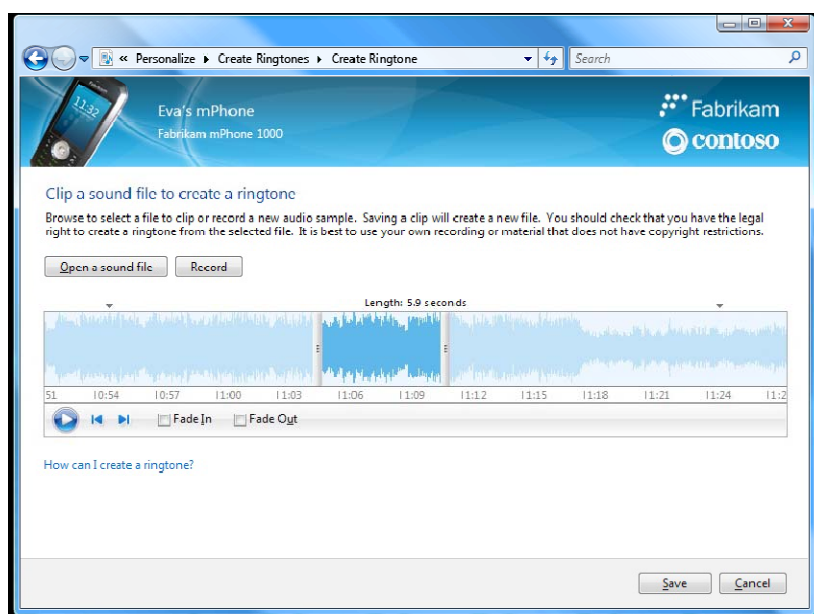 « Personalize ▸ Create Ringtones ▸ Create Ringtone
Search
11:32
Eva's mPhone
Fabrikam mPhone 1000
Fabrikam
contoso
Clip a sound file to create a ringtone
Browse to select a file to clip or record a new audio sample. Saving a clip will create a new file. You should check that you have the legal
right to create a ringtone from the selected file. It is best to use your own recording or material that does not have copyright restrictions.
Open a sound file Record
Length: 5.9 seconds
51 10:54 10:57 11:00 11:03 11:06 11:09 11:12 11:15 11:18 11:21 11:24 11:2
Fade In Fade Out
How can I create a ringtone?
Save Cancel